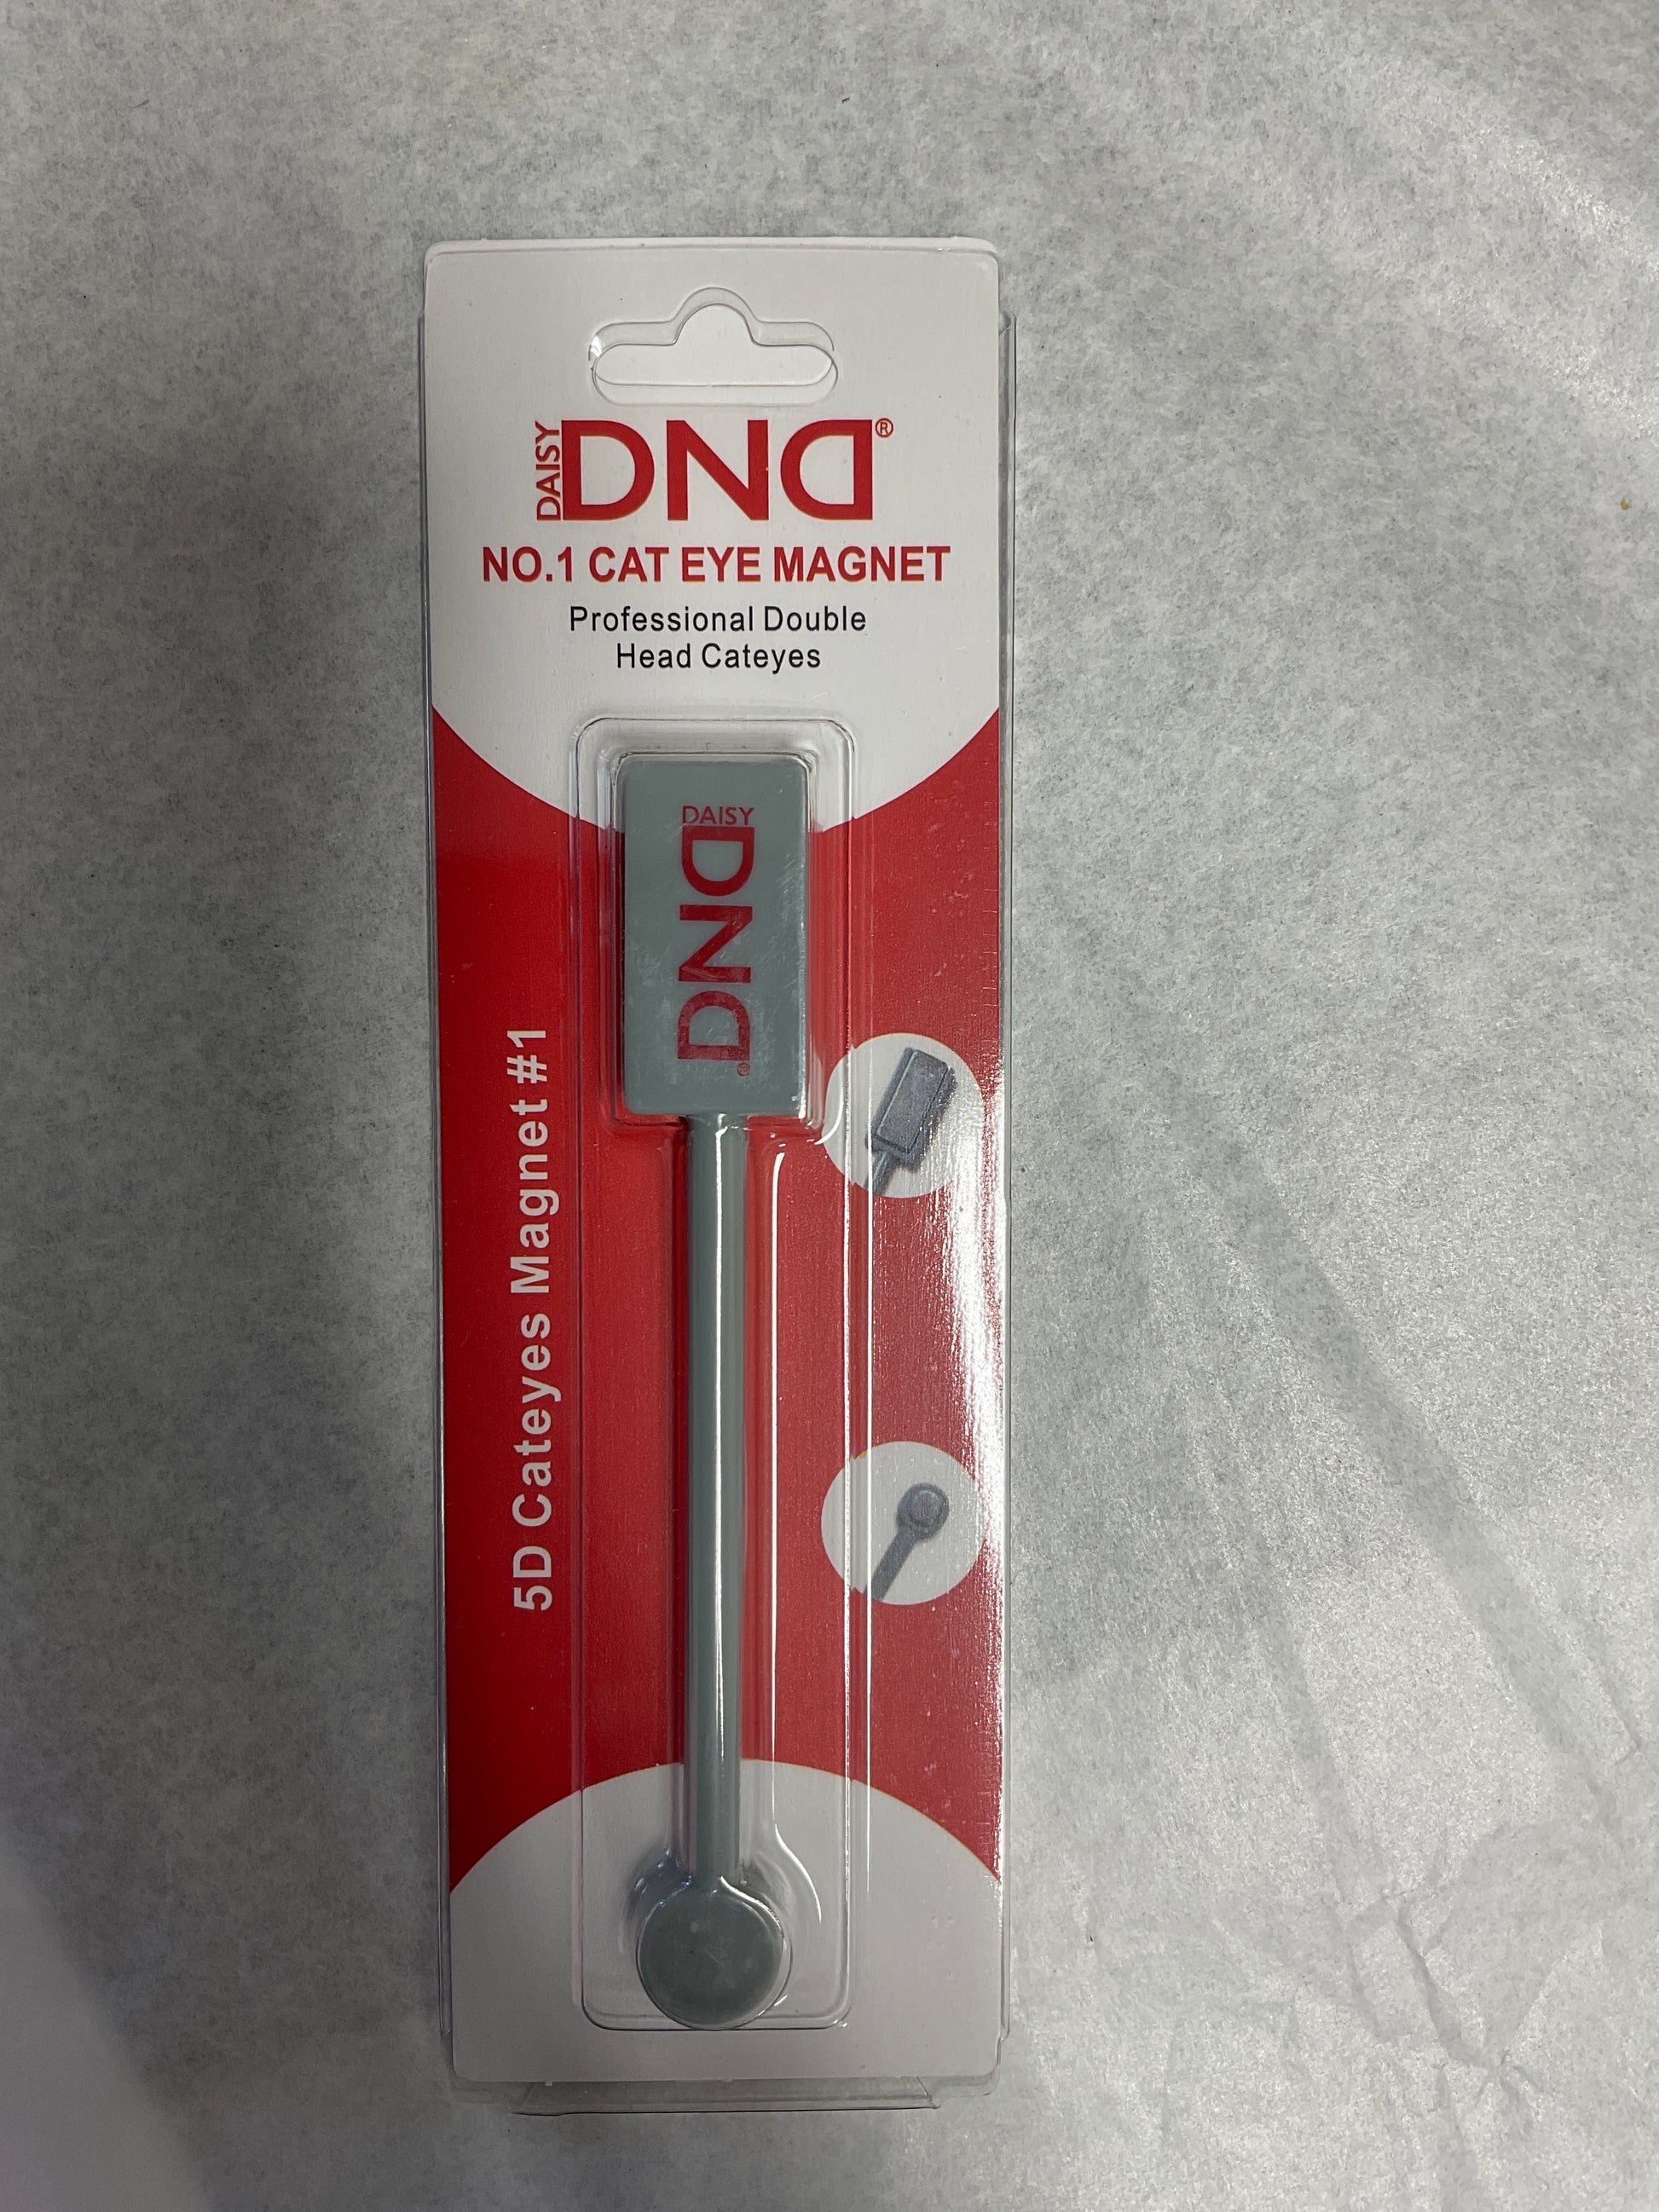 DAISY
DND®
NO.1 CAT EYE MAGNET
Professional Double
Head Cateyes
DAISY
DND®
5D Cateyes Magnet #1